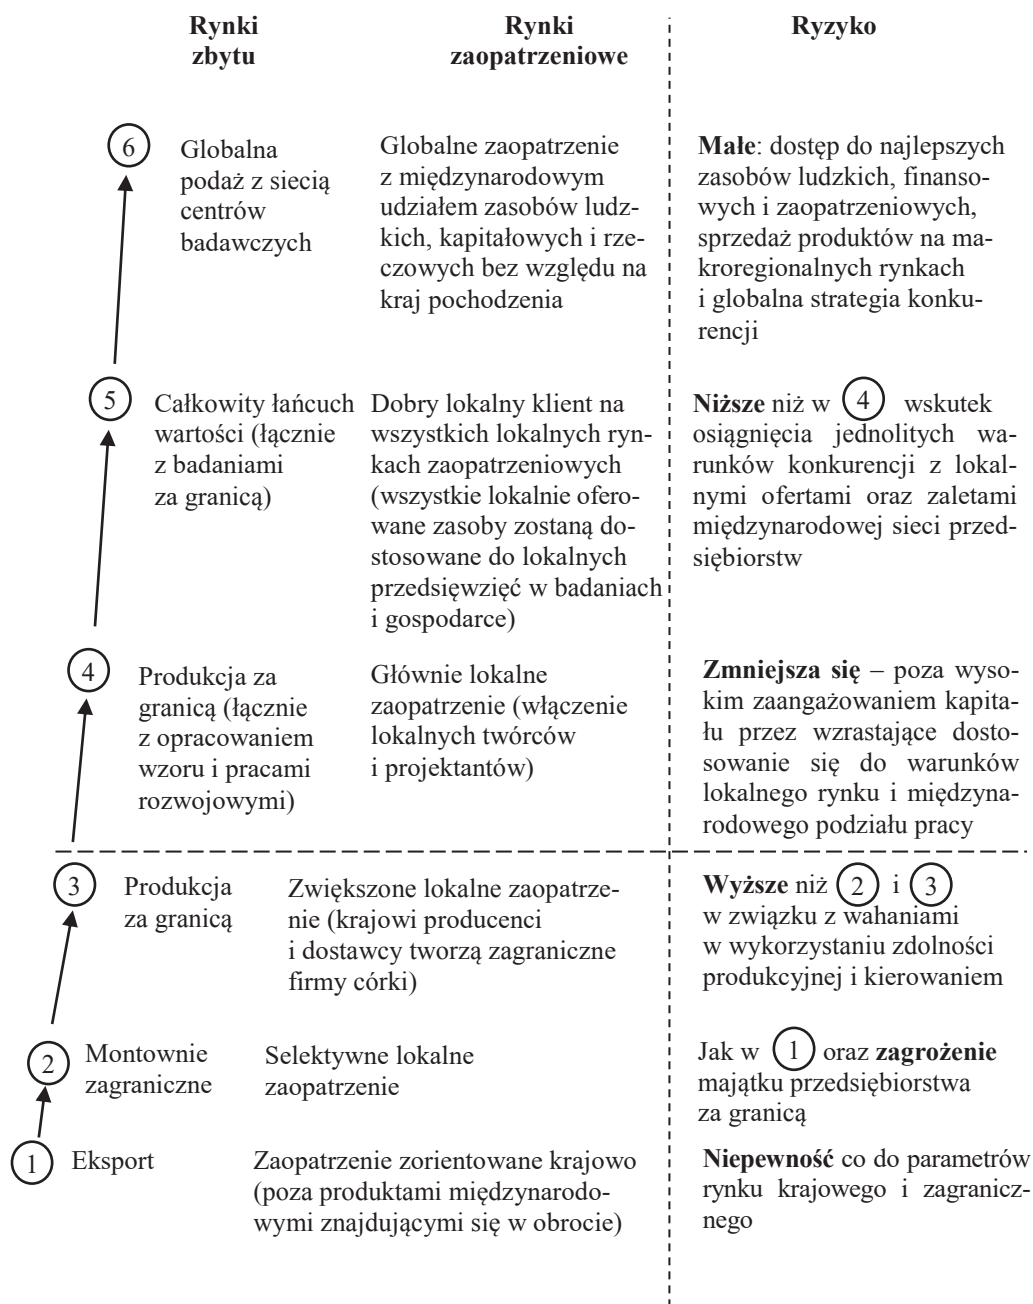 Rynki
zbytu
Rynki
zaopatrzeniowe
Ryzyko
6
Globalna
podaż z siecią
centrów
badawczych
Globalne zaopatrzenie
z międzynarodowym
udziałem zasobów ludz-
kich, kapitałowych i rze-
czowych bez względu na
kraj pochodzenia
Małe: dostęp do najlepszych
zasobów ludzkich, finanso-
wych i zaopatrzeniowych,
sprzedaż produktów na ma-
kroregionalnych rynkach
i globalna strategia konku-
rencji
5
Całkowity łańcuch
wartości (łącznie
z badaniami
za granicą)
Dobry lokalny klient na
wszystkich lokalnych ryn-
kach zaopatrzeniowych
(wszystkie lokalnie ofero-
wane zasoby zostaną do-
stosowane do lokalnych
przedsięwzięć w badaniach
i gospodarce)
Niższe niż w 4 wskutek
osiągnięcia jednolitych wa-
runków konkurencji z lokal-
nymi ofertami oraz zaletami
międzynarodowej sieci przed-
siębiorstw
4
Produkcja za
granicą (łącznie
z opracowaniem
wzoru i pracami
rozwojowymi)
Głównie lokalne
zaopatrzenie (włączenie
lokalnych twórców
i projektantów)
Zmniejsza się – poza wyso-
kim zaangażowaniem kapita-
łu przez wzrastające dosto-
sowanie się do warunków
lokalnego rynku i międzyna-
rodowego podziału pracy
3
Produkcja
za granicą
Zwiększone lokalne zaopatrze-
nie (krajowi producenci
i dostawcy tworzą zagraniczne
firmy córki)
Wyższe niż 2 i 3
w związku z wahaniami
w wykorzystaniu zdolności
produkcyjnej i kierowaniem
2
Montownie
zagraniczne
Selektywne lokalne
zaopatrzenie
Jak w 1 oraz zagrożenie
majątku przedsiębiorstwa
za granicą
1
Eksport
Zaopatrzenie zorientowane krajowo
(poza produktami międzynarodo-
wymi znajdującymi się w obrocie)
Niepewność co do parametrów
rynku krajowego i zagranicz-
nego